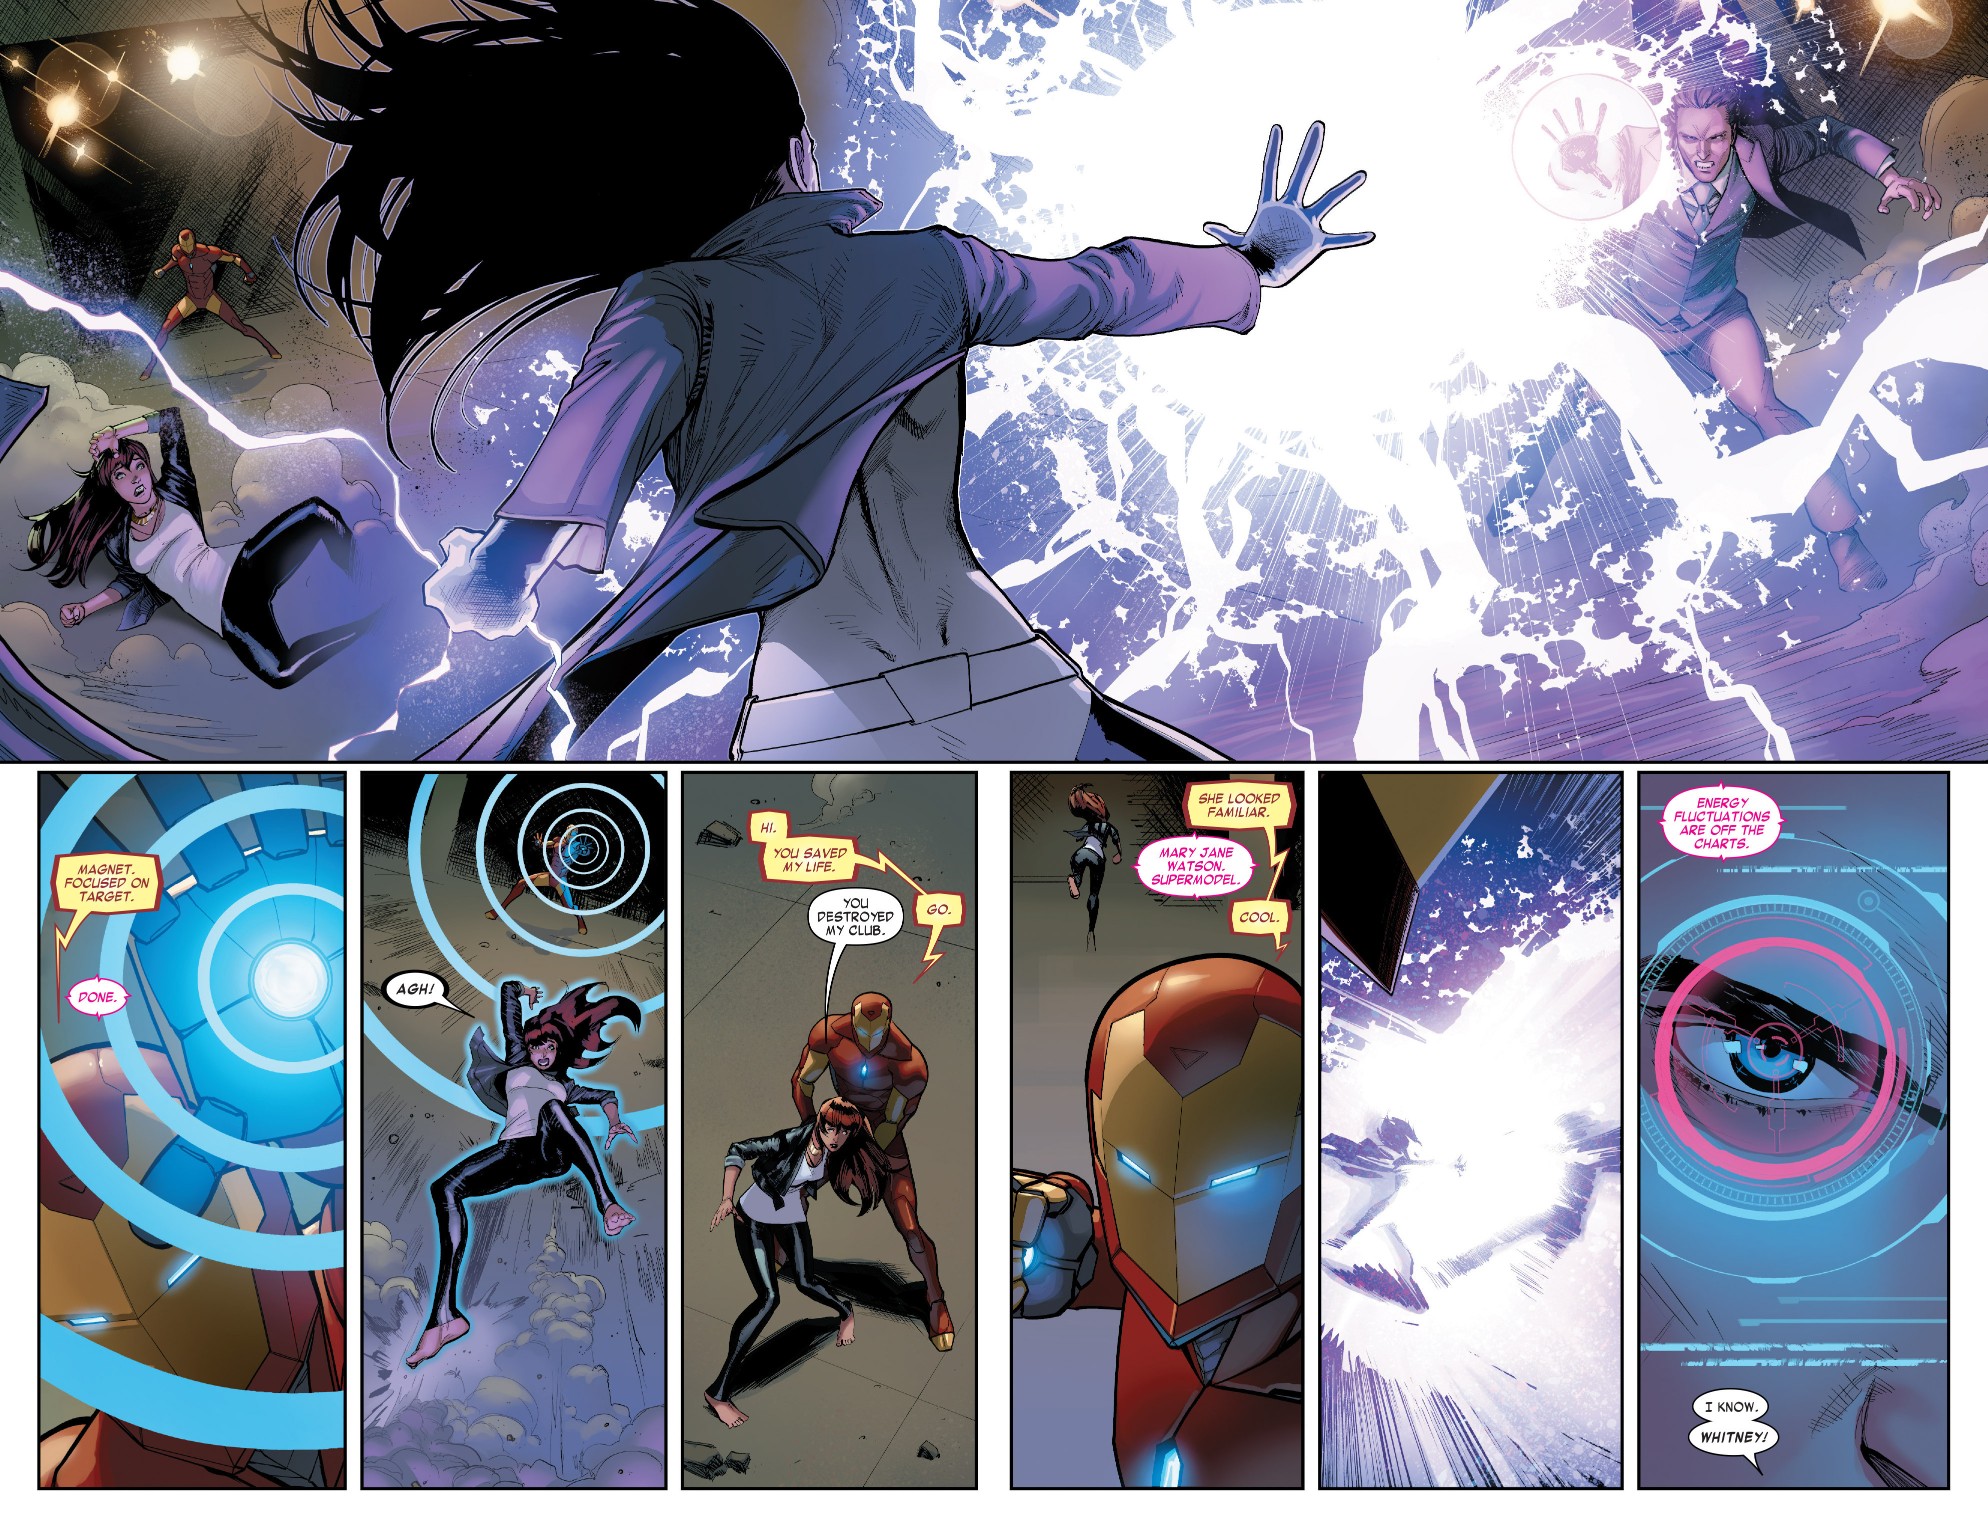 MAGNET.
FOCUSED ON
TARGET.
DONE.
AGH!
HI.
YOU SAVED
MY LIFE.
YOU
DESTROYED
MY CLUB.
GO.
SHE LOOKED
FAMILIAR.
MARY JANE
WATSON.
SUPERMODEL.
COOL.
ENERGY
FLUCTUATIONS
ARE OFF THE
CHARTS.
I KNOW.
WHITNEY!